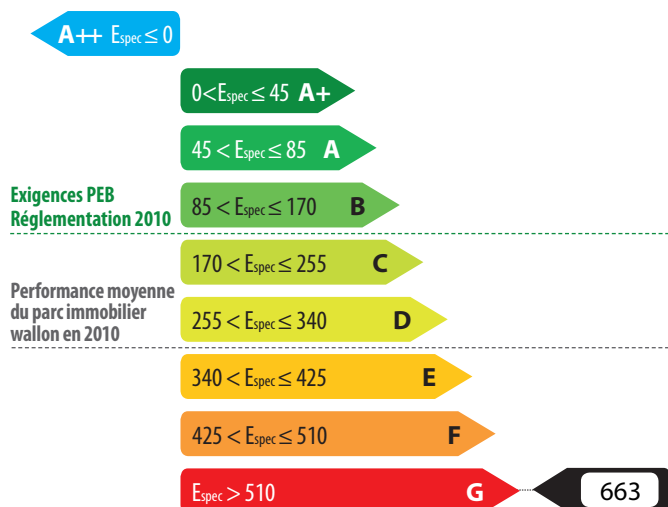 A++ Espec ≤ 0
0<Espec ≤ 45 A+
45 < Espec ≤ 85 A
Exigences PEB
Réglementation 2010
85 < Espec ≤ 170 B
170 < Espec ≤ 255 C
Performance moyenne
du parc immobilier
wallon en 2010
255 < Espec ≤ 340 D
340 < Espec ≤ 425 E
425 < Espec ≤ 510 F
Espec > 510 G 663